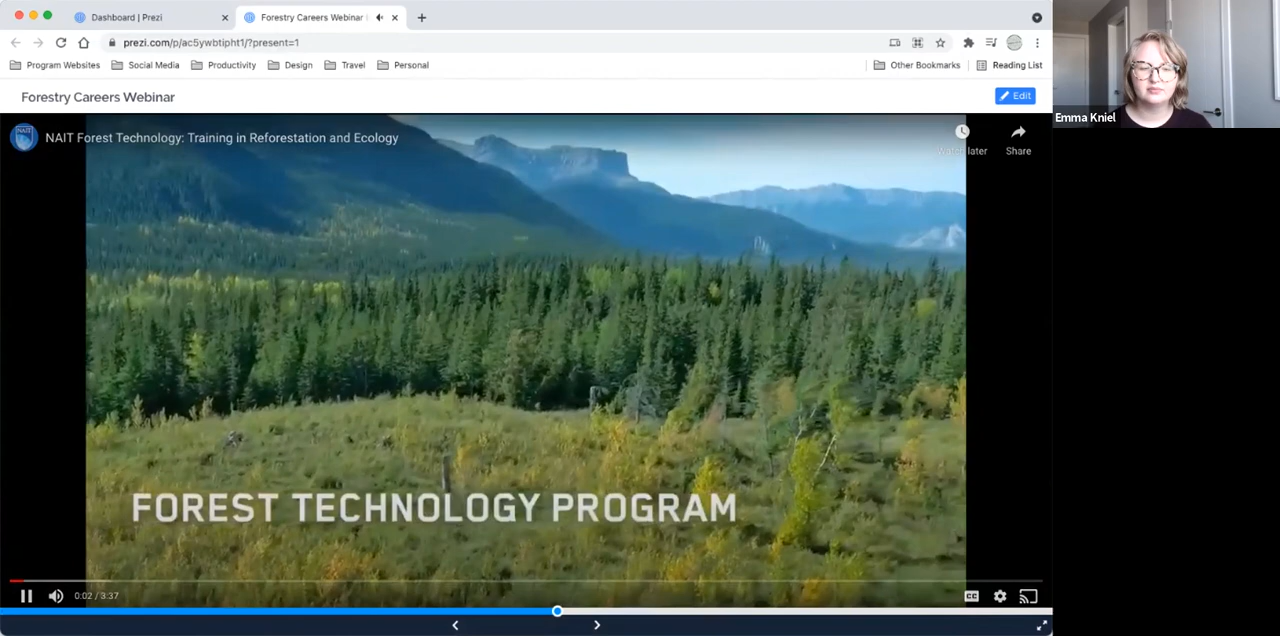 Dashboard | Prezi
Forestry Careers Webinar
prezi.com/p/ac5ywbtipht1/?present=1
Program Websites
Social Media
Productivity
Design
Travel
Personal
Other Bookmarks
Reading List
Forestry Careers Webinar
Edit
NAIT
NAIT Forest Technology: Training in Reforestation and Ecology
Watch later
Share
Emma Kniel
FOREST TECHNOLOGY PROGRAM
0:02 / 3:37
CC